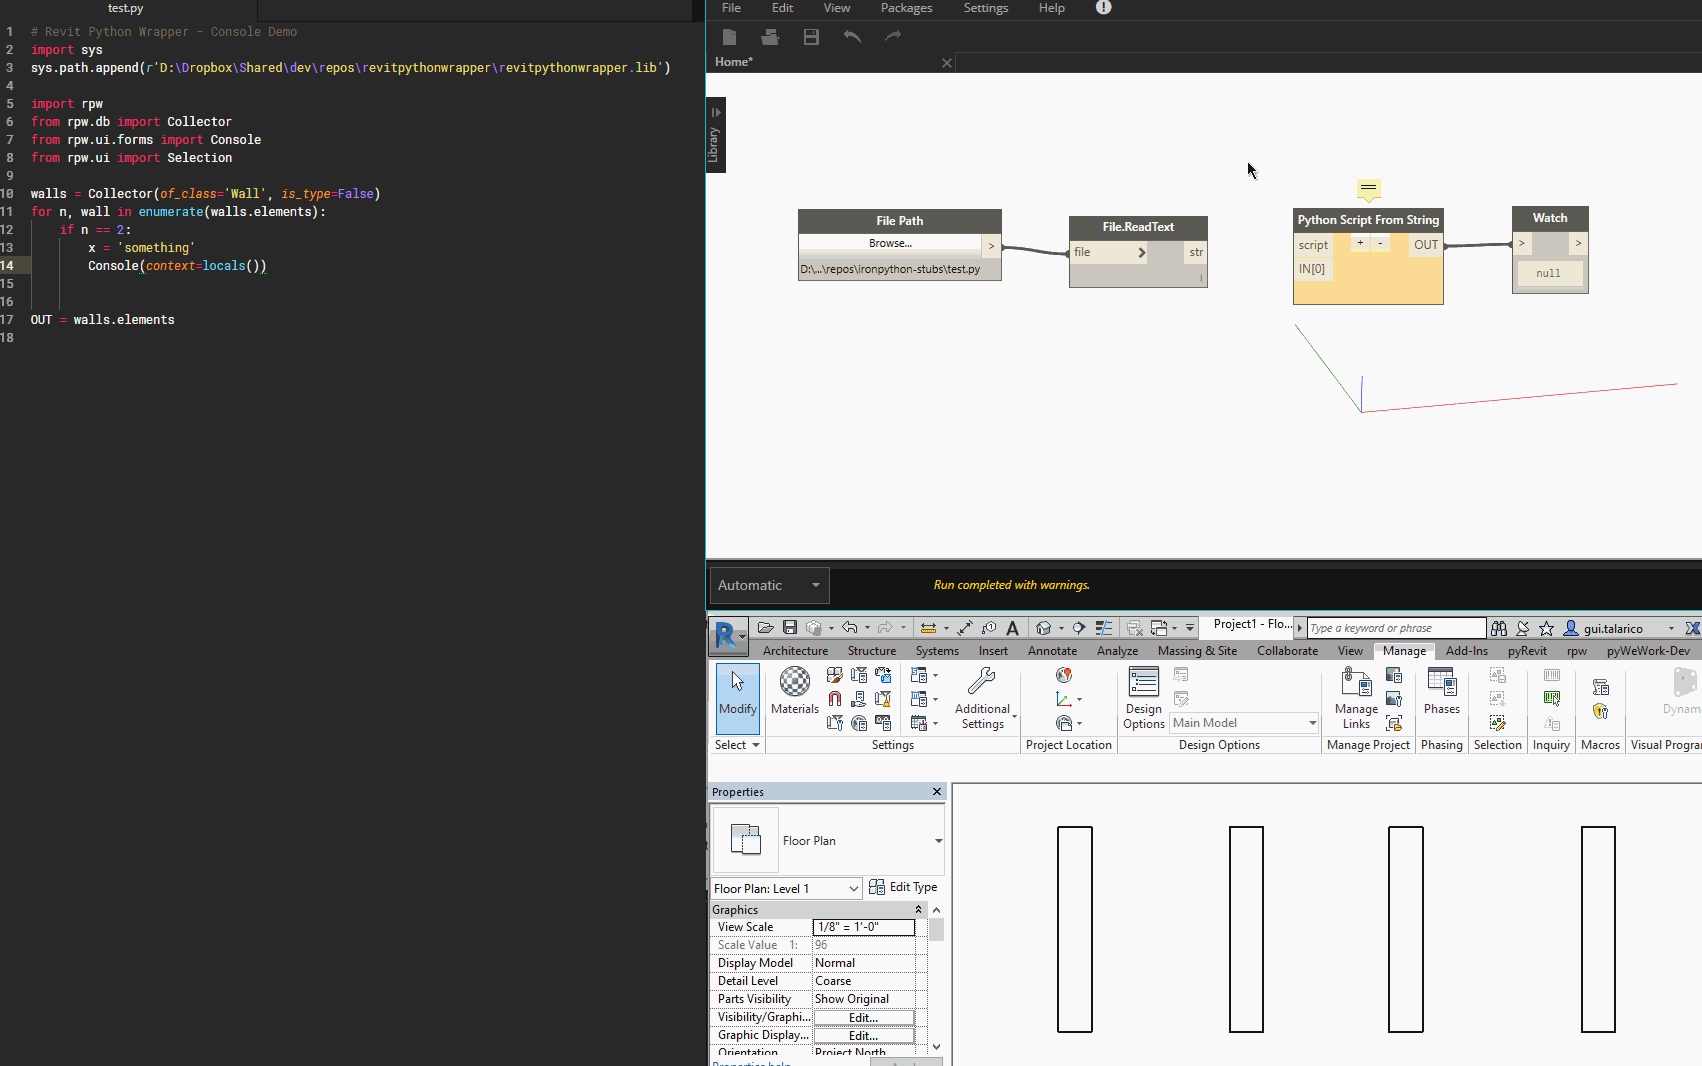 test.py
1 # Revit Python Wrapper - Console Demo
2 import sys
3 sys.path.append(r'D:\Dropbox\Shared\dev\repos\revitpythonwrapper\revitpythonwrapper.lib')
4
5 import rpw
6 from rpw.db import Collector
7 from rpw.ui.forms import Console
8 from rpw.ui import Selection
9
10 walls = Collector(of_class='Wall', is_type=False)
11 for n, wall in enumerate(walls.elements):
12 if n == 2:
13 x = 'something'
14 Console(context=locals())
15
16
17 OUT = walls.elements
18
File Edit View Packages Settings Help
Home*
Library
File Path
Browse...
>
D:\...\repos\ironpython-stubs\test.py
File.ReadText
file > str
Python Script From String
script + - OUT
IN[0]
Watch
> >
null
Automatic
Run completed with warnings.
Project1 - Flo...
Type a keyword or phrase
gui.talarico
Architecture Structure Systems Insert Annotate Analyze Massing & Site Collaborate View Manage Add-Ins pyRevit rpw pyWeWork-Dev
Modify
Materials
Additional
Settings
Design
Options
Main Model
Manage
Links
Phases
Dynam
Select
Settings
Project Location
Design Options
Manage Project
Phasing
Selection
Inquiry
Macros
Visual Progra
Properties
Floor Plan
Floor Plan: Level 1
Edit Type
Graphics
View Scale 1/8" = 1'-0"
Scale Value 1: 96
Display Model Normal
Detail Level Coarse
Parts Visibility Show Original
Visibility/Graphi... Edit...
Graphic Display... Edit...
Orientation Project North
Properties help